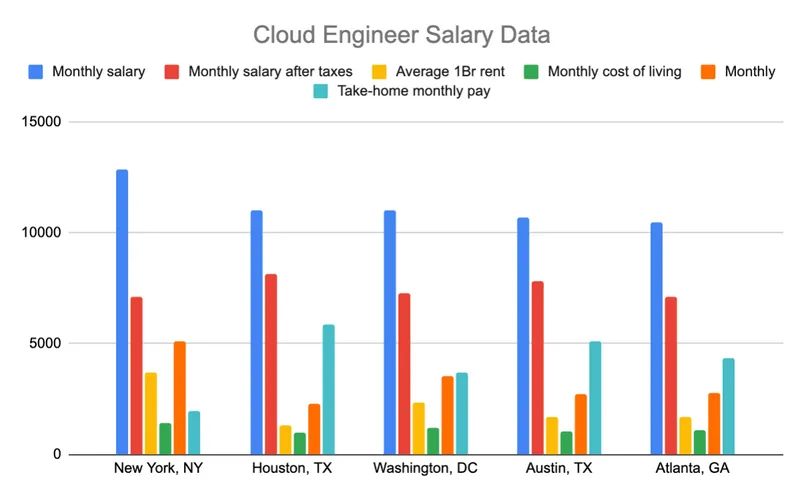 Cloud Engineer Salary Data
Monthly salary Monthly salary after taxes Average 1Br rent Monthly cost of living Monthly
Take-home monthly pay
15000
10000
5000
0
New York, NY Houston, TX Washington, DC Austin, TX Atlanta, GA